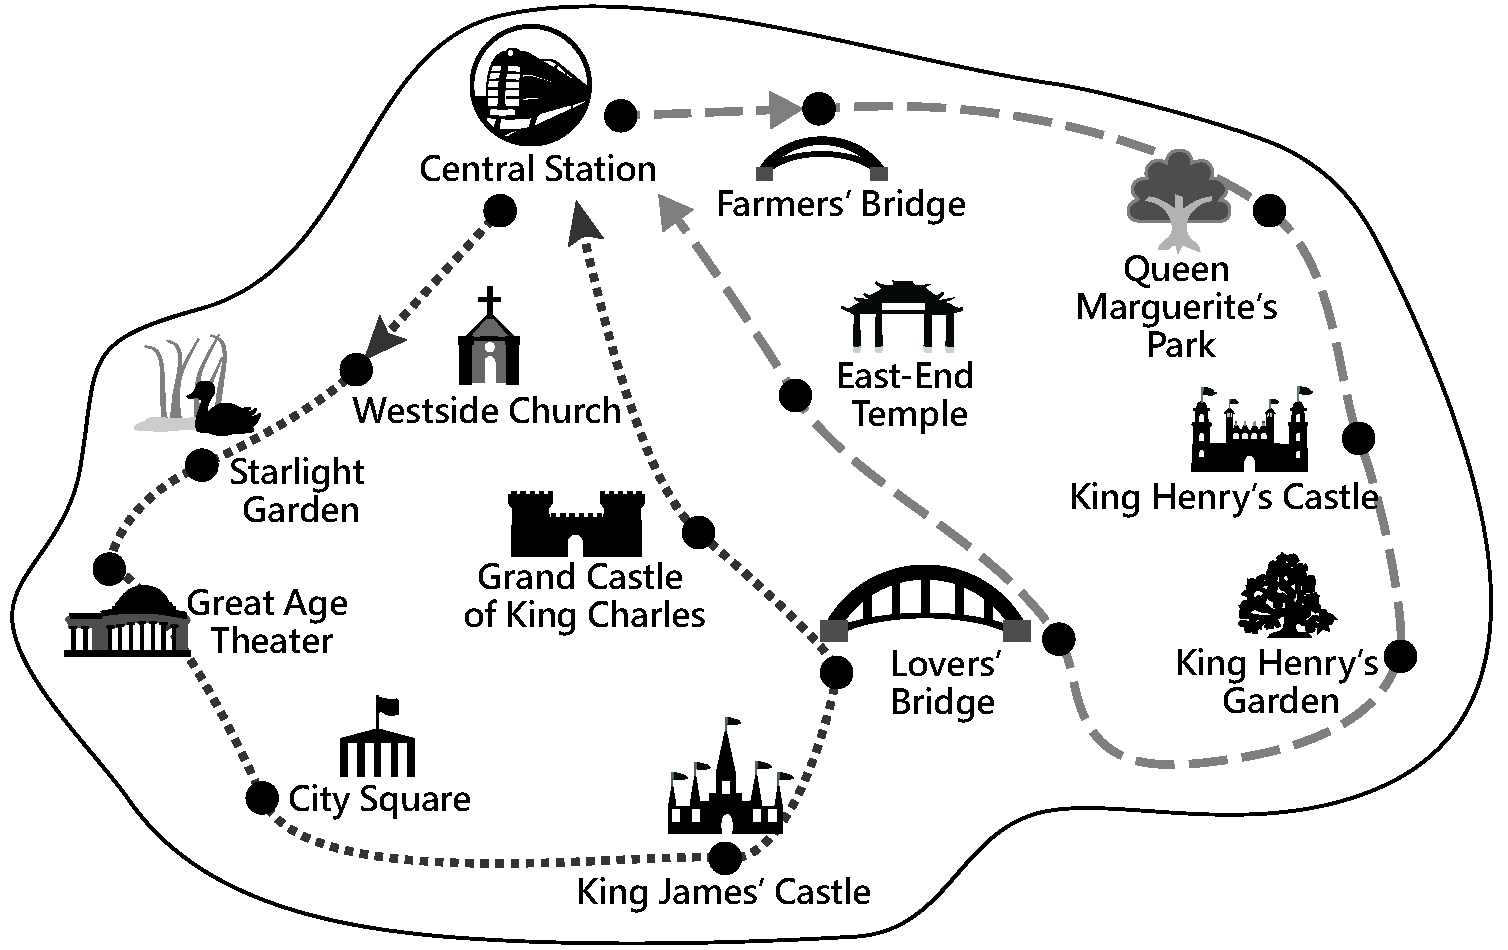 Central Station
Farmers’ Bridge
Queen
Marguerite’s
Park
East-End
Temple
Westside Church
King Henry’s Castle
Starlight
Garden
Grand Castle
of King Charles
Great Age
Theater
Lovers’
Bridge
King Henry’s
Garden
City Square
King James’ Castle